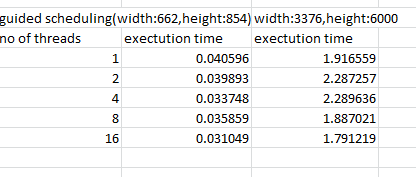 guided scheduling(width:662,height:854) width:3376,height:6000
no of threads exectution time exectution time
1 0.040596 1.916559
2 0.039893 2.287257
4 0.033748 2.289636
8 0.035859 1.887021
16 0.031049 1.791219